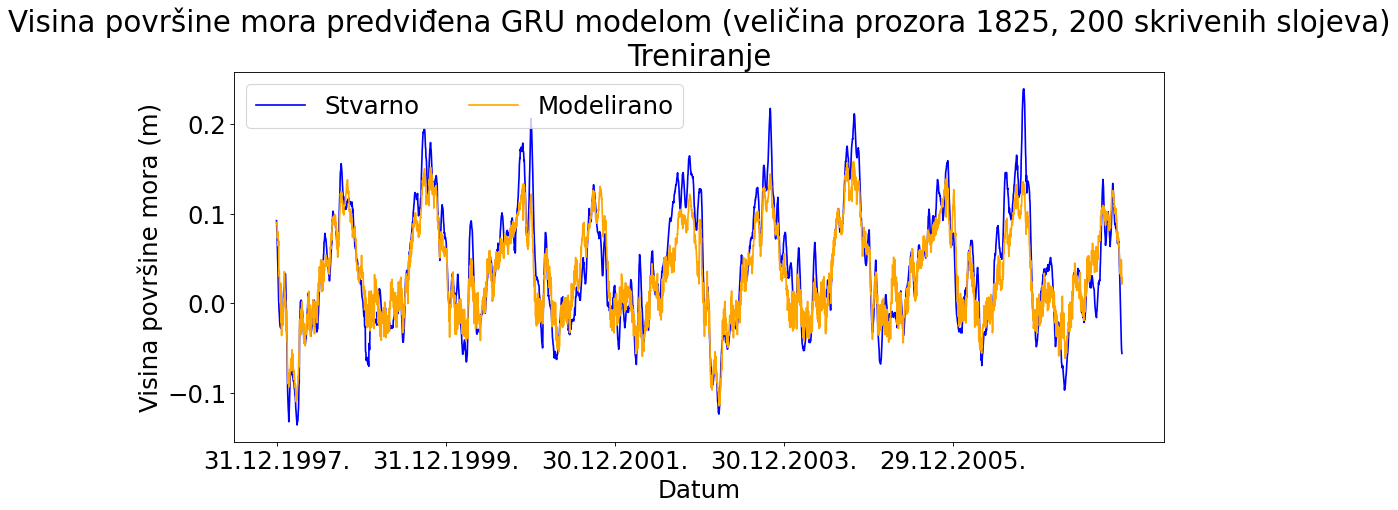 Visina površine mora predviđena GRU modelom (veličina prozora 1825, 200 skrivenih slojeva)
Treniranje
Stvarno
Modelirano
Visina površine mora (m)
0.2
0.1
0.0
−0.1
31.12.1997.
31.12.1999.
30.12.2001.
30.12.2003.
29.12.2005.
Datum